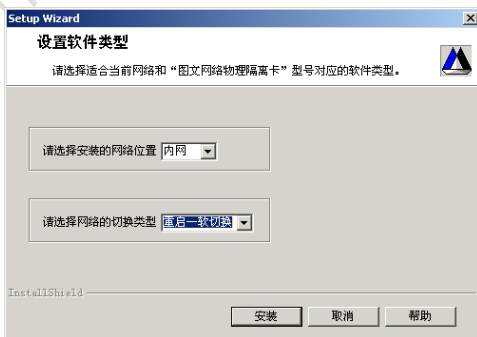 Setup Wizard
设置软件类型
请选择适合当前网络和“图文网络物理隔离卡”型号对应的软件类型。
请选择安装的网络位置 内网
请选择网络的切换类型 重启—软切换
InstallShield
安装 取消 帮助